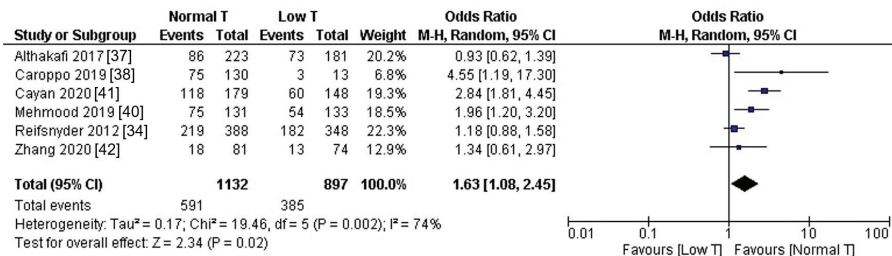 Normal T Low T Odds Ratio Odds Ratio
Study or Subgroup Events Total Events Total Weight M-H, Random, 95% CI M-H, Random, 95% CI
Althakafi 2017 [37] 86 223 73 181 20.2% 0.93 [0.62, 1.39]
Caroppo 2019 [38] 75 130 3 13 6.8% 4.55 [1.19, 17.30]
Cayan 2020 [41] 118 179 60 148 19.3% 2.84 [1.81, 4.45]
Mehmood 2019 [40] 75 131 54 133 18.5% 1.96 [1.20, 3.20]
Reifsnyder 2012 [34] 219 388 182 348 22.3% 1.18 [0.88, 1.58]
Zhang 2020 [42] 18 81 13 74 12.9% 1.34 [0.61, 2.97]
Total (95% CI) 1132 897 100.0% 1.63 [1.08, 2.45]
Total events 591 385
Heterogeneity: Tau² = 0.17; Chi² = 19.46, df = 5 (P = 0.002); I² = 74%
Test for overall effect: Z = 2.34 (P = 0.02)
0.01 0.1 1 10 100
Favours [Low T] Favours [Normal T]